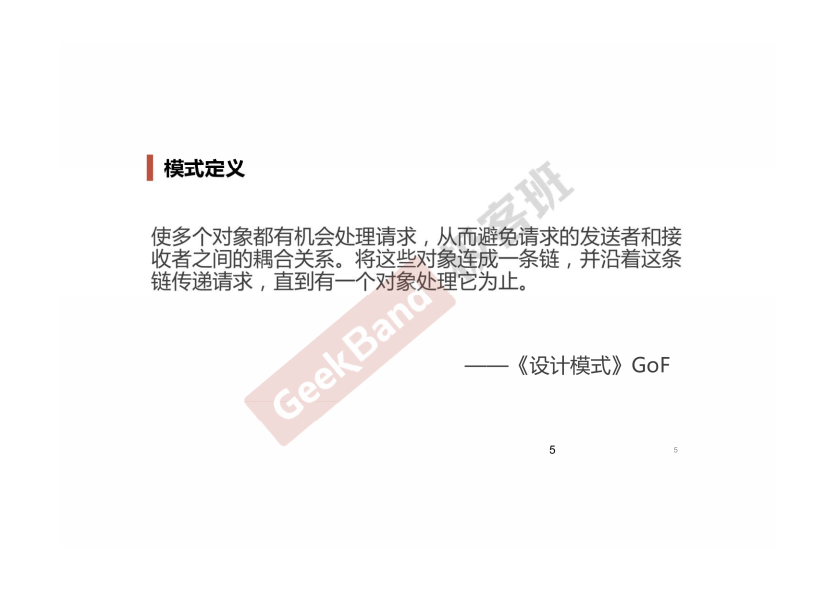 模式定义
使多个对象都有机会处理请求，从而避免请求的发送者和接
收者之间的耦合关系。将这些对象连成一条链，并沿着这条
链传递请求，直到有一个对象处理它为止。
——《设计模式》GoF
GeekBand 极客班
5
5